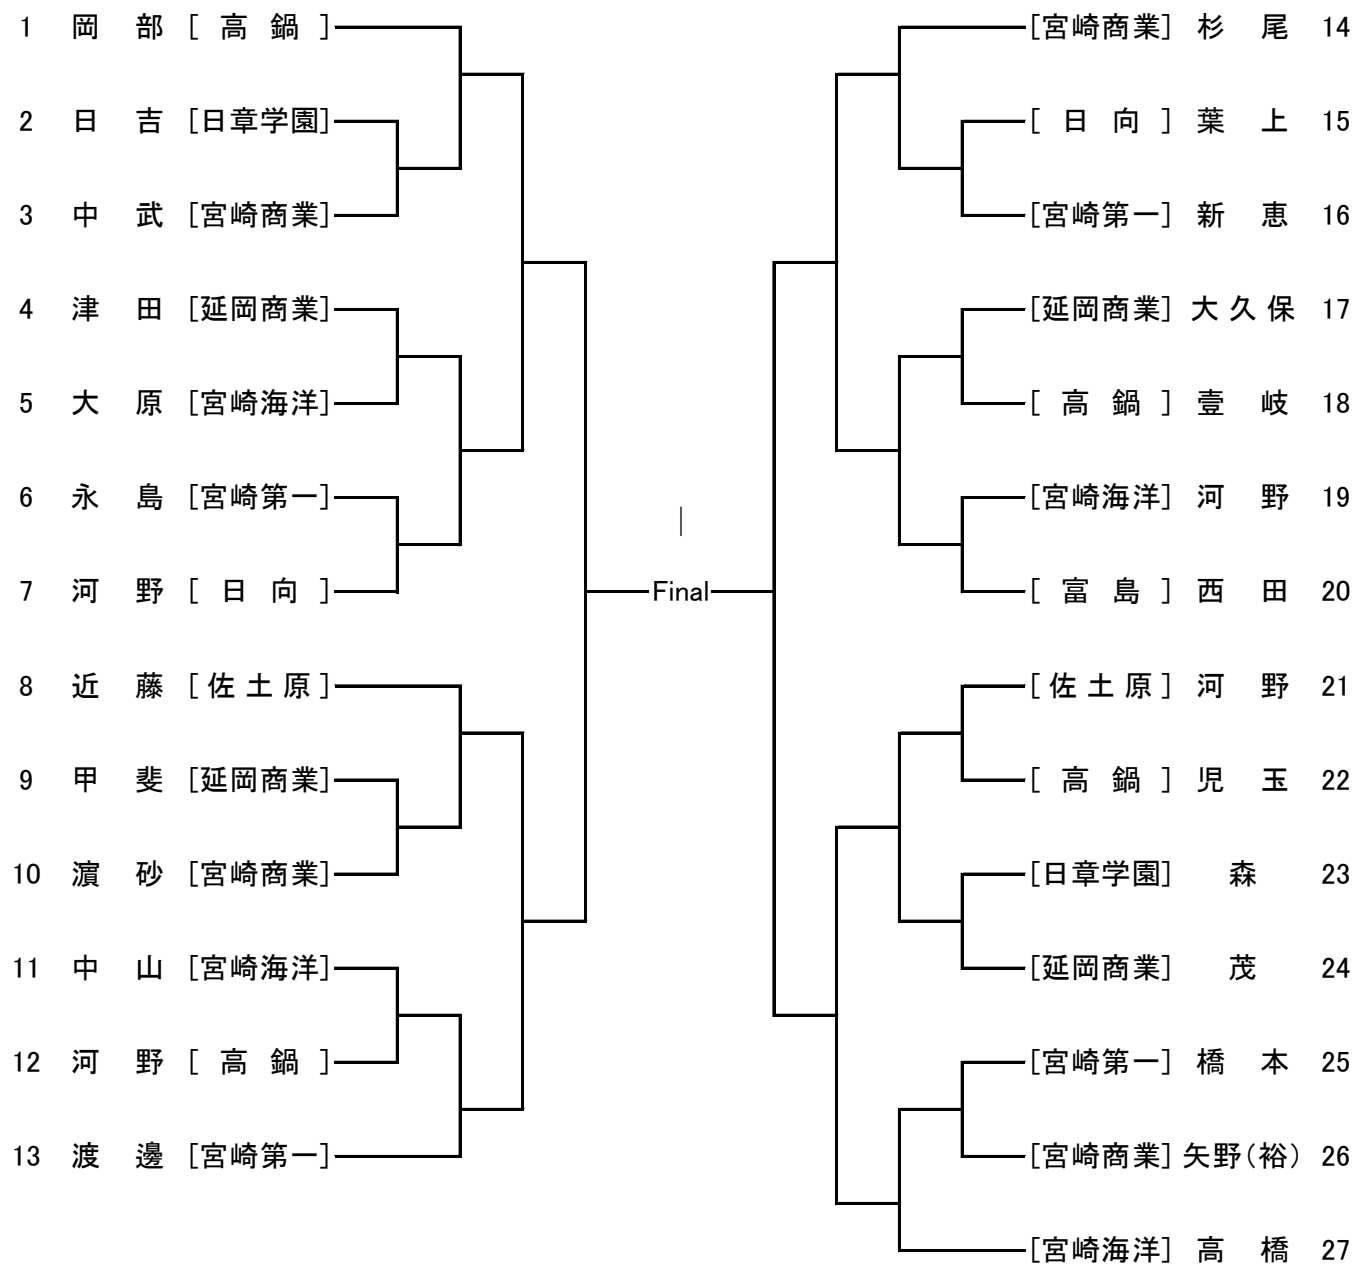 1 岡部 [高鍋]
2 日吉 [日章学園]
3 中武 [宮崎商業]
4 津田 [延岡商業]
5 大原 [宮崎海洋]
6 永島 [宮崎第一]
7 河野 [日向]
8 近藤 [佐土原]
9 甲斐 [延岡商業]
10 濵砂 [宮崎商業]
11 中山 [宮崎海洋]
12 河野 [高鍋]
13 渡邊 [宮崎第一]
Final
[宮崎商業] 杉尾 14
[日向] 葉上 15
[宮崎第一] 新恵 16
[延岡商業] 大久保 17
[高鍋] 壹岐 18
[宮崎海洋] 河野 19
[富島] 西田 20
[佐土原] 河野 21
[高鍋] 児玉 22
[日章学園] 森 23
[延岡商業] 茂 24
[宮崎第一] 橋本 25
[宮崎商業] 矢野(裕) 26
[宮崎海洋] 高橋 27